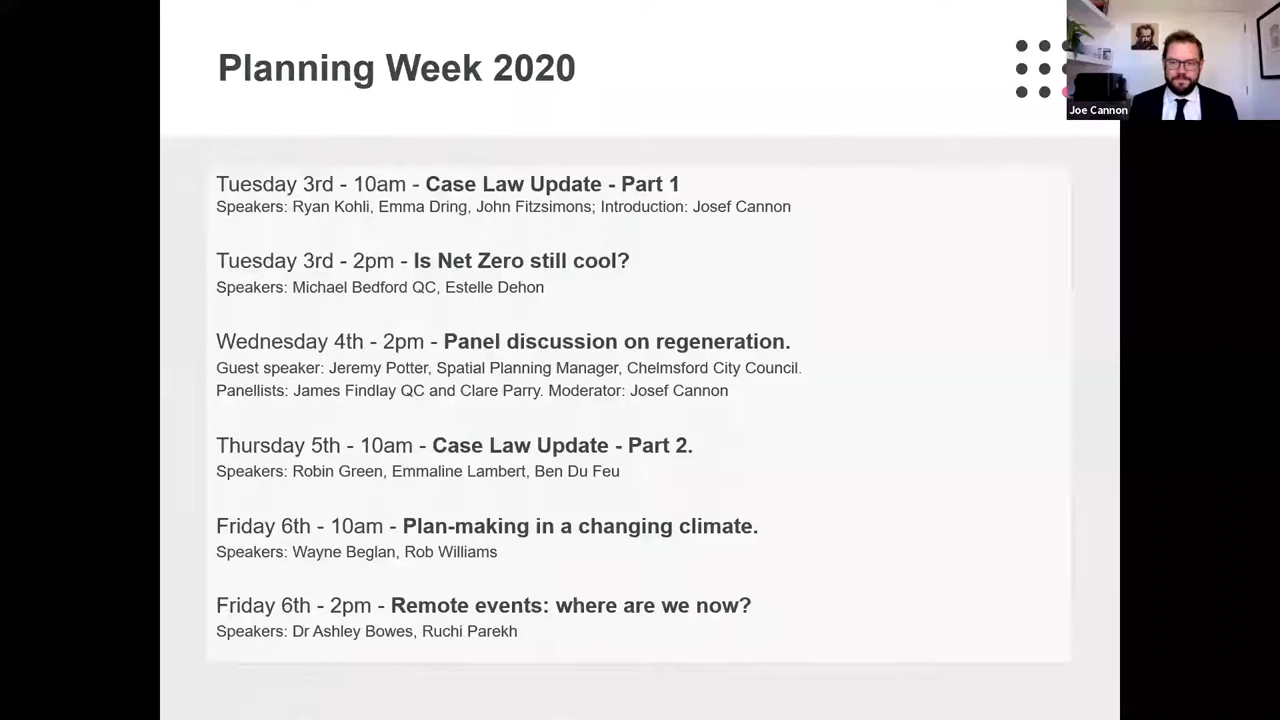 Planning Week 2020
Joe Cannon
Tuesday 3rd - 10am - Case Law Update - Part 1
Speakers: Ryan Kohli, Emma Dring, John Fitzsimons; Introduction: Josef Cannon
Tuesday 3rd - 2pm - Is Net Zero still cool?
Speakers: Michael Bedford QC, Estelle Dehon
Wednesday 4th - 2pm - Panel discussion on regeneration.
Guest speaker: Jeremy Potter, Spatial Planning Manager, Chelmsford City Council.
Panellists: James Findlay QC and Clare Parry. Moderator: Josef Cannon
Thursday 5th - 10am - Case Law Update - Part 2.
Speakers: Robin Green, Emmaline Lambert, Ben Du Feu
Friday 6th - 10am - Plan-making in a changing climate.
Speakers: Wayne Beglan, Rob Williams
Friday 6th - 2pm - Remote events: where are we now?
Speakers: Dr Ashley Bowes, Ruchi Parekh